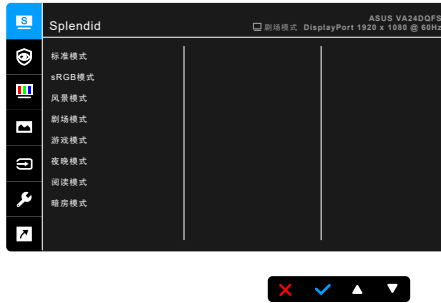 S
Splendid
ASUS VA24DQFS
剧场模式 DisplayPort 1920 x 1080 @ 60Hz
标准模式
sRGB模式
风景模式
剧场模式
游戏模式
夜晚模式
阅读模式
暗房模式